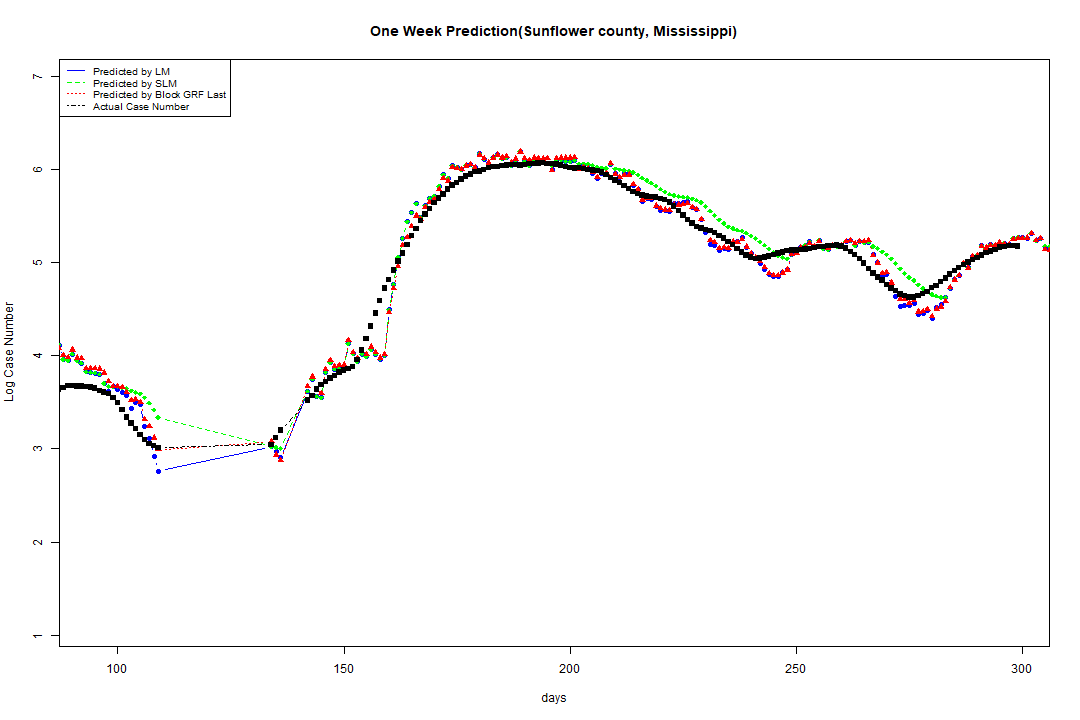 One Week Prediction(Sunflower county, Mississippi)
Predicted by LM
Predicted by SLM
Predicted by Block GRF Last
Actual Case Number
Log Case Number
7
6
5
4
3
2
1
100 150 200 250 300
days